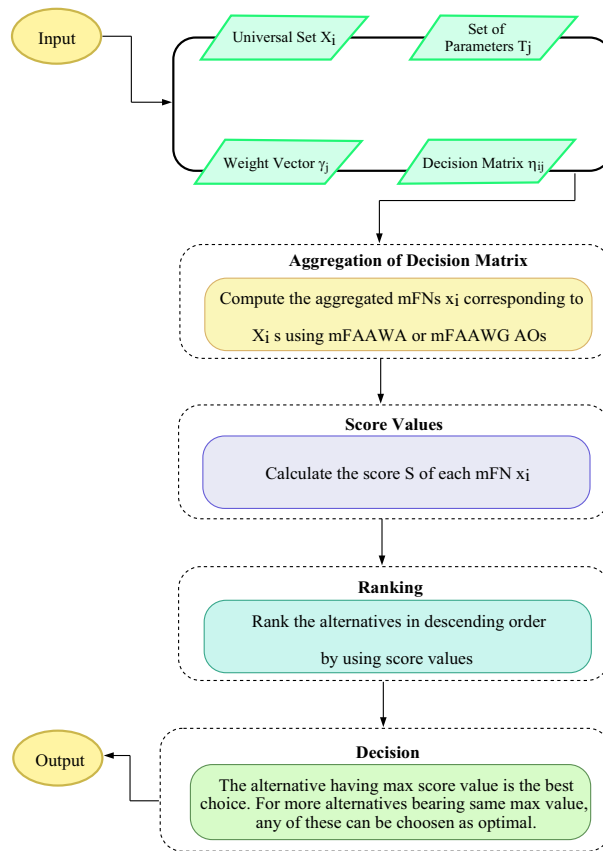 Input
Universal Set Xi
Set of
Parameters Tj
Weight Vector γj
Decision Matrix ηij
Aggregation of Decision Matrix
Compute the aggregated mFNs xi corresponding to
Xi s using mFAAWA or mFAAWG AOs
Score Values
Calculate the score S of each mFN xi
Ranking
Rank the alternatives in descending order
by using score values
Decision
Output
The alternative having max score value is the best
choice. For more alternatives bearing same max value,
any of these can be choosen as optimal.